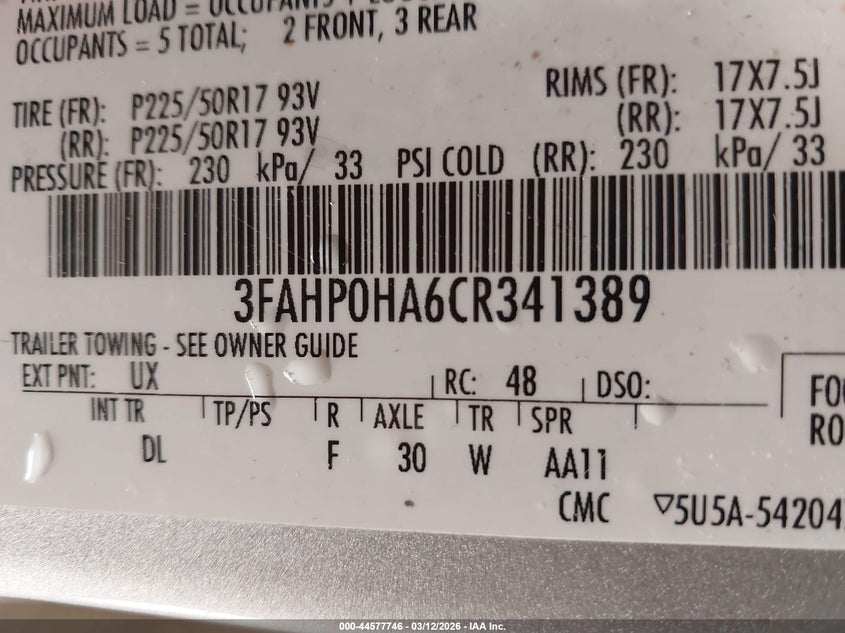 MAXIMUM LOAD = OCCUPANTS
OCCUPANTS = 5 TOTAL; 2 FRONT, 3 REAR
TIRE (FR): P225/50R17 93V RIMS (FR): 17X7.5J
(RR): P225/50R17 93V (RR): 17X7.5J
PRESSURE (FR): 230 kPa/ 33 PSI COLD (RR): 230 kPa/ 33
3FAHP0HA6CR341389
TRAILER TOWING - SEE OWNER GUIDE
EXT PNT: UX RC: 48 DSO:
INT TR TP/PS R AXLE TR SPR
DL F 30 W AA11
CMC ▽5U5A-54204
FO
RO
000-44577746 - 03/12/2026 - IAA Inc.